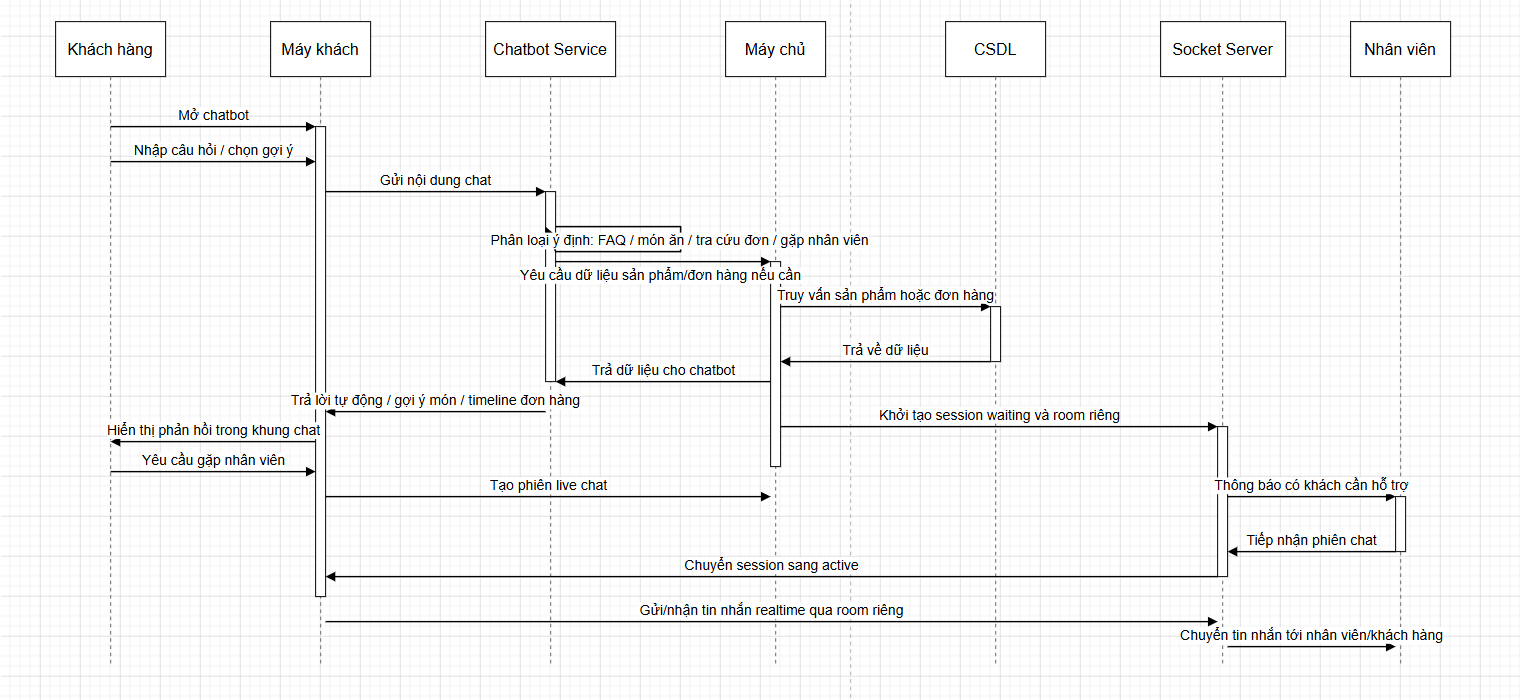 Khách hàng
Máy khách
Chatbot Service
Máy chủ
CSDL
Socket Server
Nhân viên
Mở chatbot
Nhập câu hỏi / chọn gợi ý
Gửi nội dung chat
Phân loại ý định: FAQ / món ăn / tra cứu đơn / gặp nhân viên
Yêu cầu dữ liệu sản phẩm/đơn hàng nếu cần
Truy vấn sản phẩm hoặc đơn hàng
Trả về dữ liệu
Trả dữ liệu cho chatbot
Trả lời tự động / gợi ý món / timeline đơn hàng
Khởi tạo session waiting và room riêng
Hiển thị phản hồi trong khung chat
Yêu cầu gặp nhân viên
Tạo phiên live chat
Thông báo có khách cần hỗ trợ
Tiếp nhận phiên chat
Chuyển session sang active
Gửi/nhận tin nhắn realtime qua room riêng
Chuyển tin nhắn tới nhân viên/khách hàng